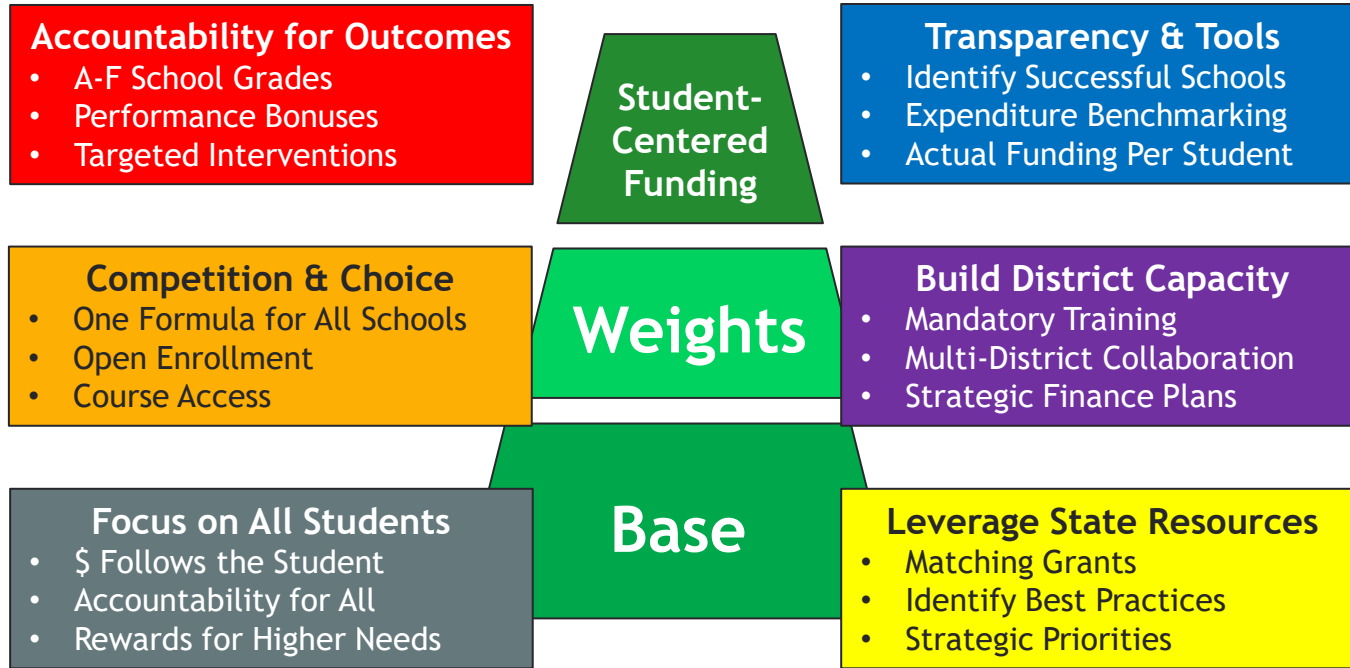 Accountability for Outcomes
• A-F School Grades
• Performance Bonuses
• Targeted Interventions
Student-
Centered
Funding
Transparency & Tools
• Identify Successful Schools
• Expenditure Benchmarking
• Actual Funding Per Student
Competition & Choice
• One Formula for All Schools
• Open Enrollment
• Course Access
Weights
Build District Capacity
• Mandatory Training
• Multi-District Collaboration
• Strategic Finance Plans
Focus on All Students
• $ Follows the Student
• Accountability for All
• Rewards for Higher Needs
Base
Leverage State Resources
• Matching Grants
• Identify Best Practices
• Strategic Priorities